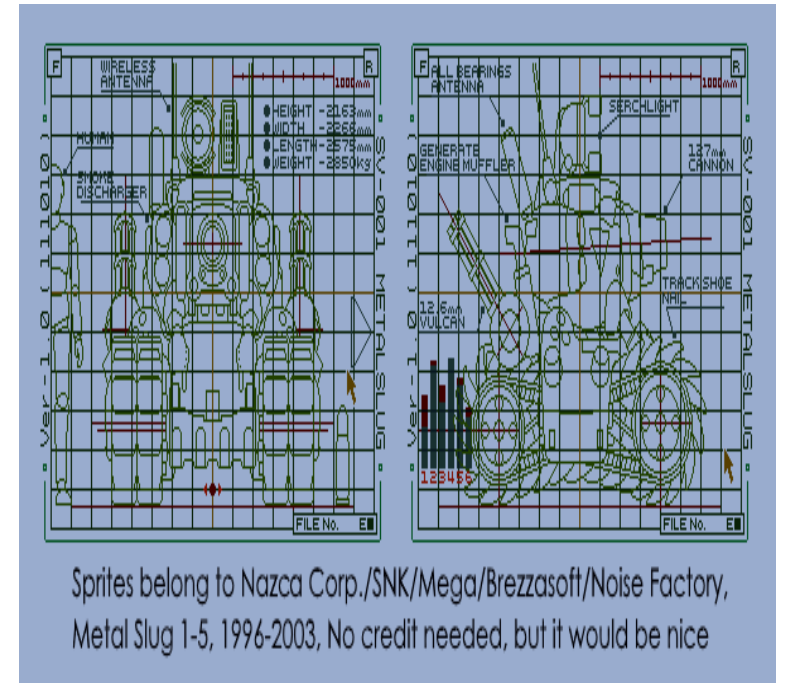 F
R
WIRELESS
ANTENNA
1000mm
●HEIGHT -2163mm
●WIDTH -2266mm
●LENGTH-2575mm
●WEIGHT -2850kg
HUMAN
SMOKE
DISCHARGER
Ver-1.0 (111010)
SV-001 METAL SLUG
FILE No. E■
F
R
ALL BEARINGS
ANTENNA
1000mm
SERCHLIGHT
GENERATE
ENGINE MUFFLER
127mm
CANNON
TRACK SHOE
NAIL
12.6mm
VULCAN
123456
Ver-1.0 (111010)
SV-001 METAL SLUG
FILE No. E■
Sprites belong to Nazca Corp./SNK/Mega/Brezzasoft/Noise Factory,
Metal Slug 1-5, 1996-2003, No credit needed, but it would be nice